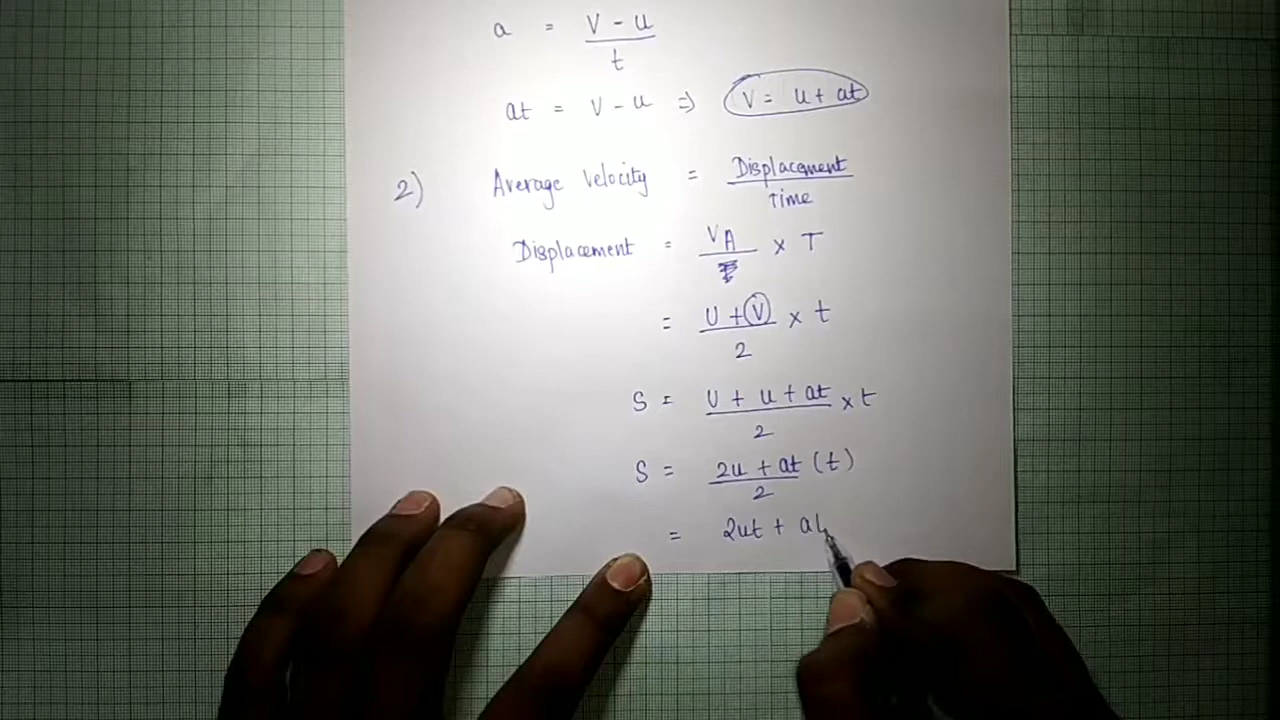 a = V - u / t
at = V - u => V = u + at
2) Average Velocity = Displacement / Time
Displacement = VA × T
= U + V / 2 × t
S = U + u + at / 2 × t
S = 2u + at / 2 (t)
= 2ut + at